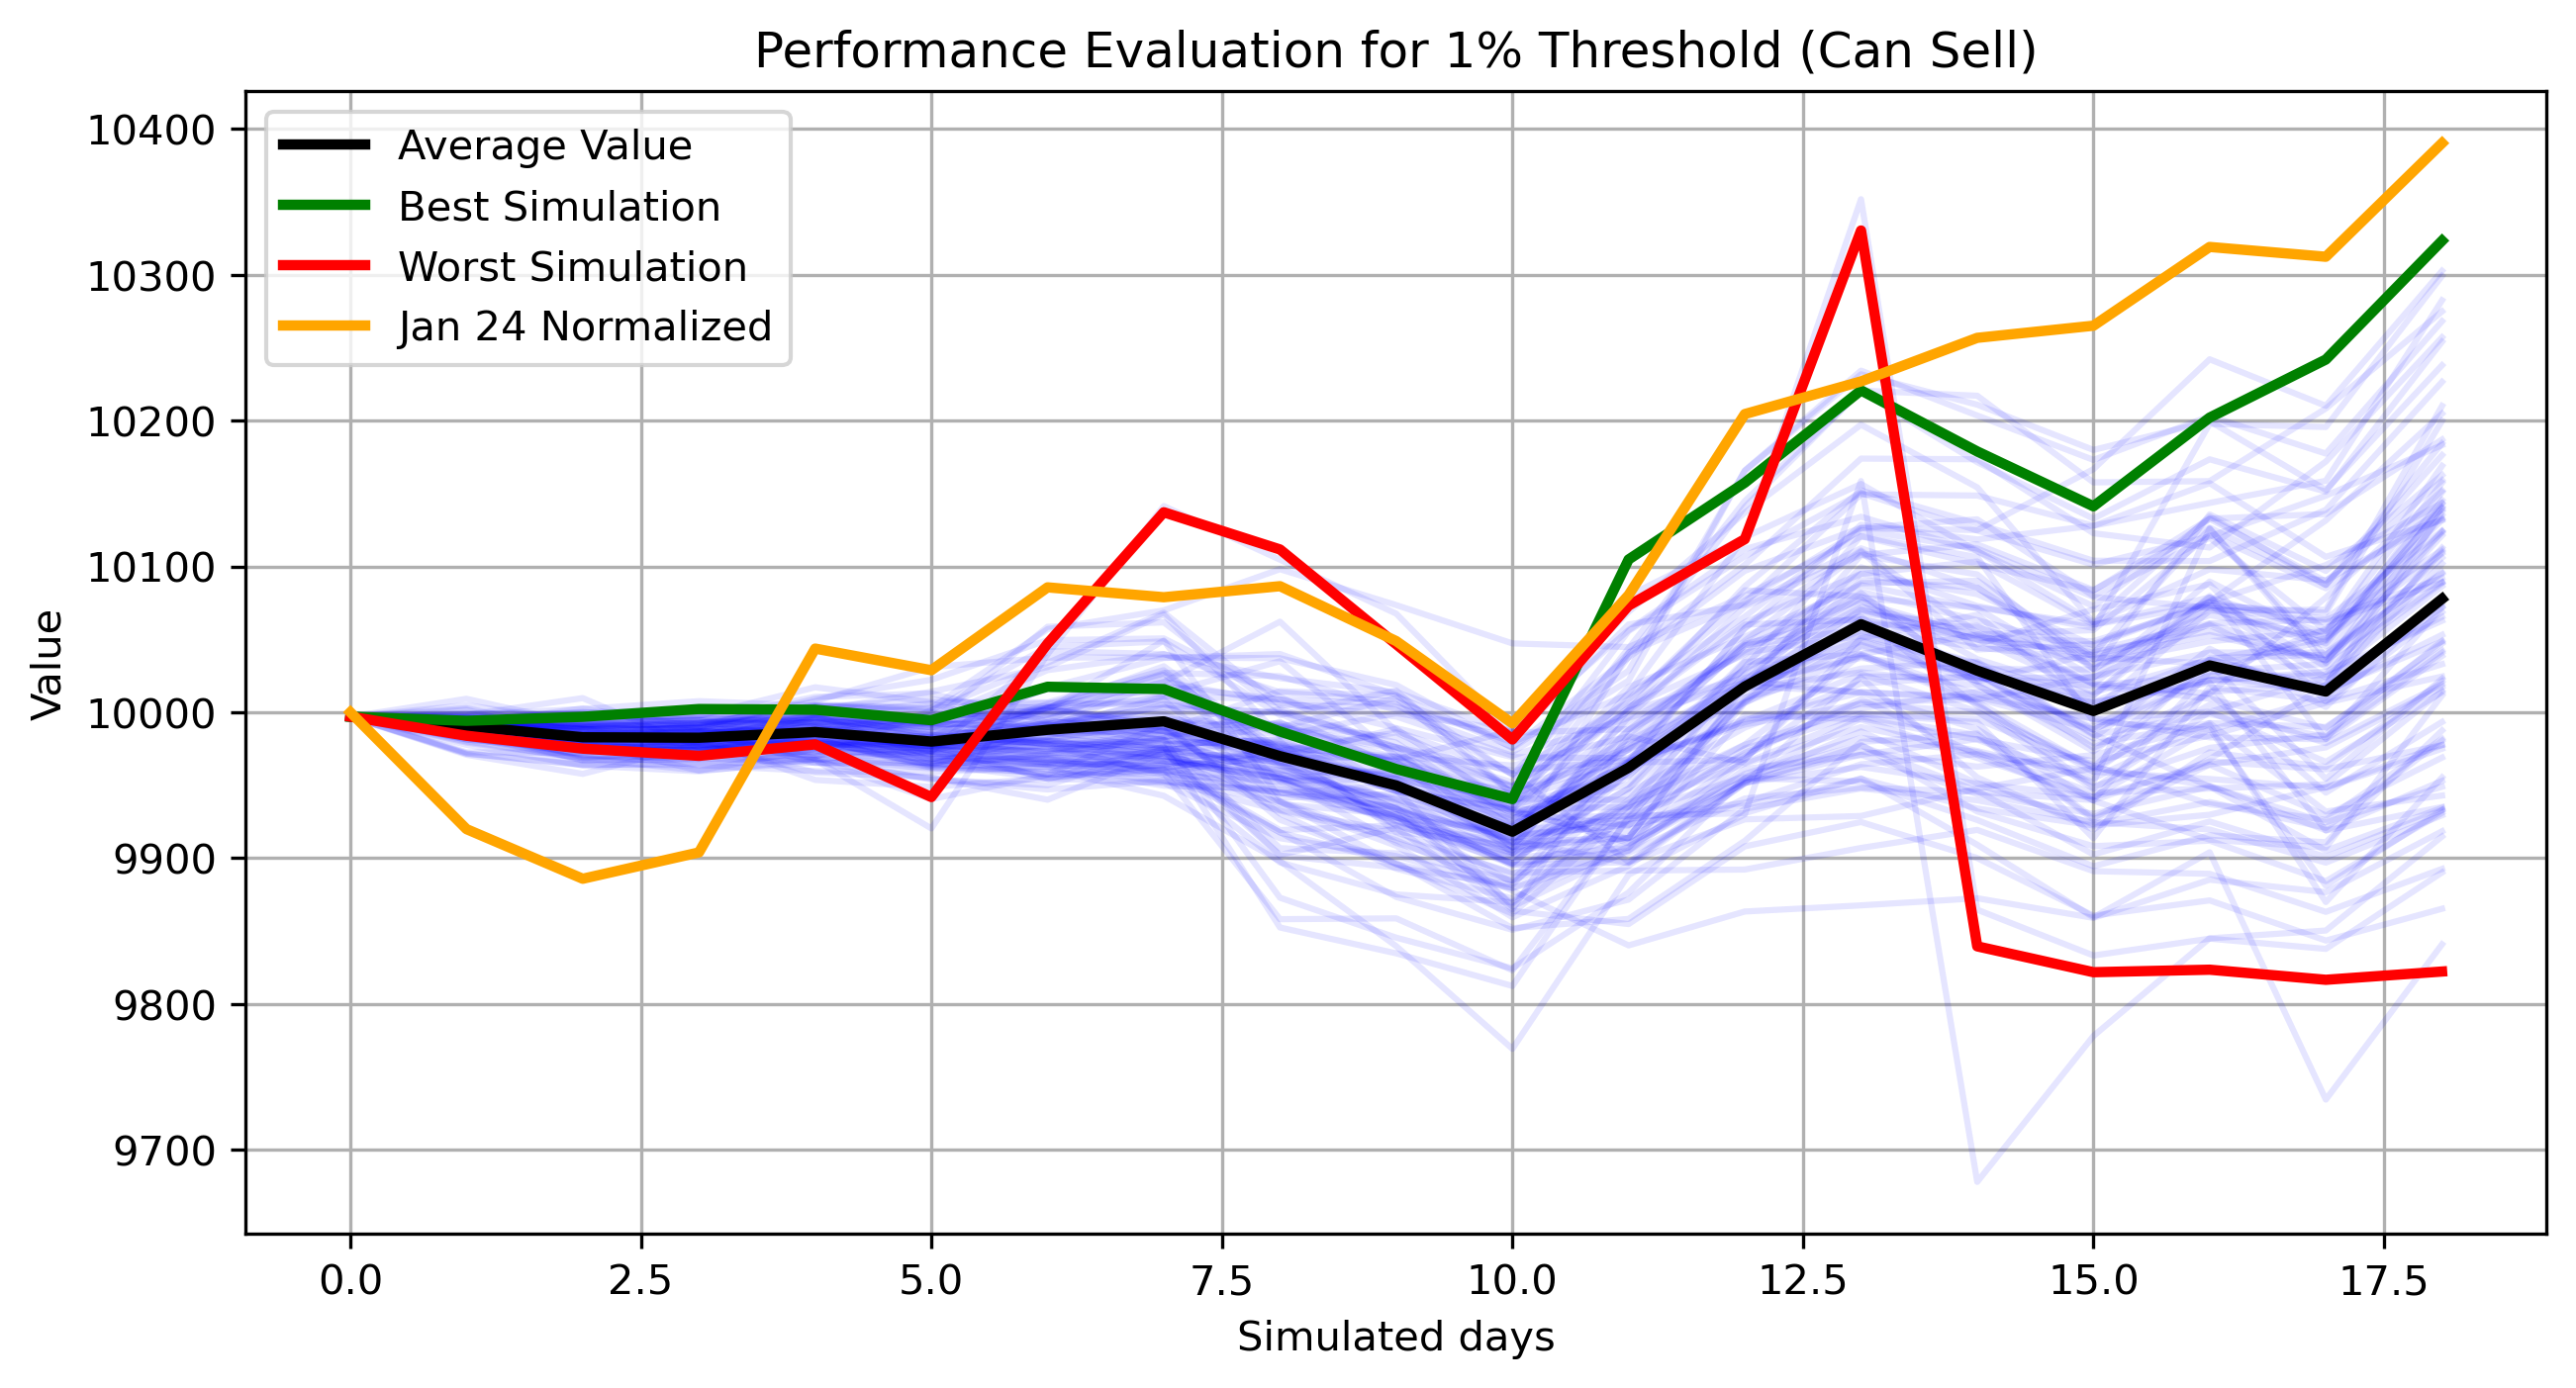 Performance Evaluation for 1% Threshold (Can Sell)
10400
10300
10200
10100
10000
9900
9800
9700
Value
Average Value
Best Simulation
Worst Simulation
Jan 24 Normalized
0.0 2.5 5.0 7.5 10.0 12.5 15.0 17.5
Simulated days